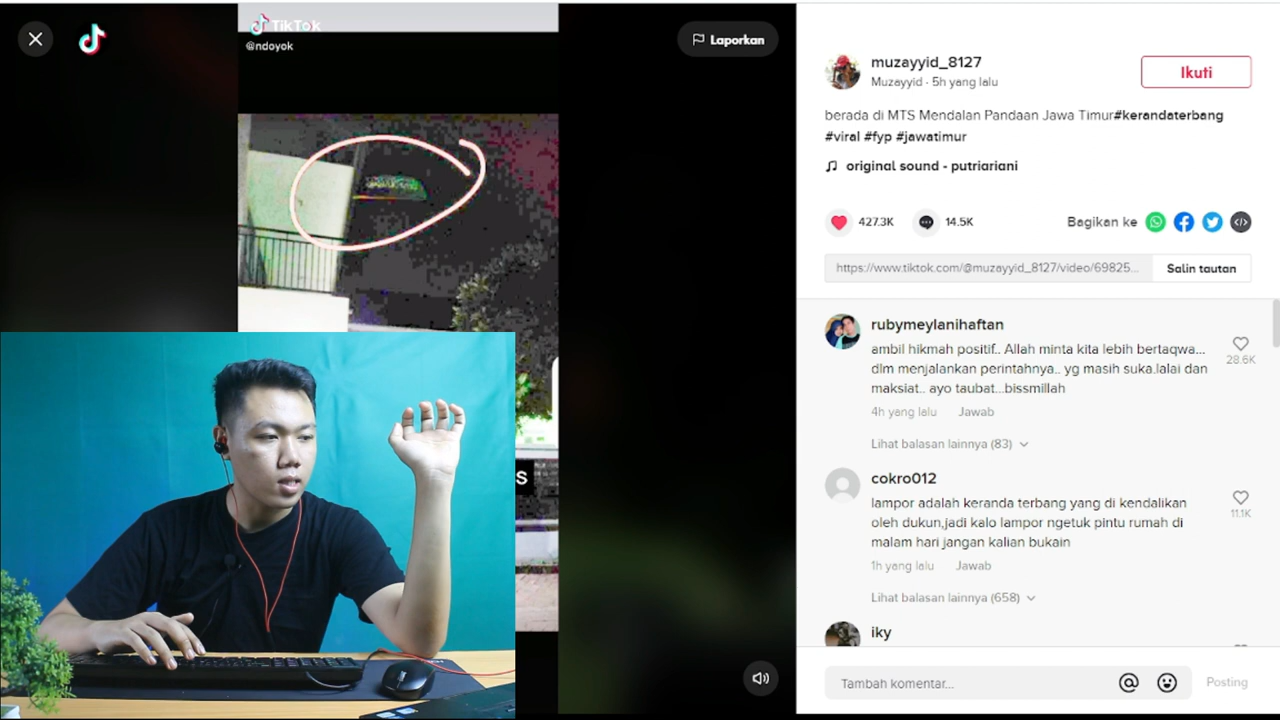 TikTok
@ndoyok
Laporkan
S
muzayyid_8127
Muzayyid · 5h yang lalu
Ikuti
berada di MTS Mendalan Pandaan Jawa Timur#kerandaterbang
#viral #fyp #jawatimur
original sound - putriariani
427.3K
14.5K
Bagikan ke
https://www.tiktok.com/@muzayyid_8127/video/69825...
Salin tautan
rubymeylanihaftan
ambil hikmah positif.. Allah minta kita lebih bertaqwa...
dlm menjalankan perintahnya.. yg masih suka.lalai dan
maksiat.. ayo taubat...bissmillah
28.6K
4h yang lalu
Jawab
Lihat balasan lainnya (83)
cokro012
lampor adalah keranda terbang yang di kendalikan
oleh dukun,jadi kalo lampor ngetuk pintu rumah di
malam hari jangan kalian bukain
11.1K
1h yang lalu
Jawab
Lihat balasan lainnya (658)
iky
Tambah komentar...
Posting